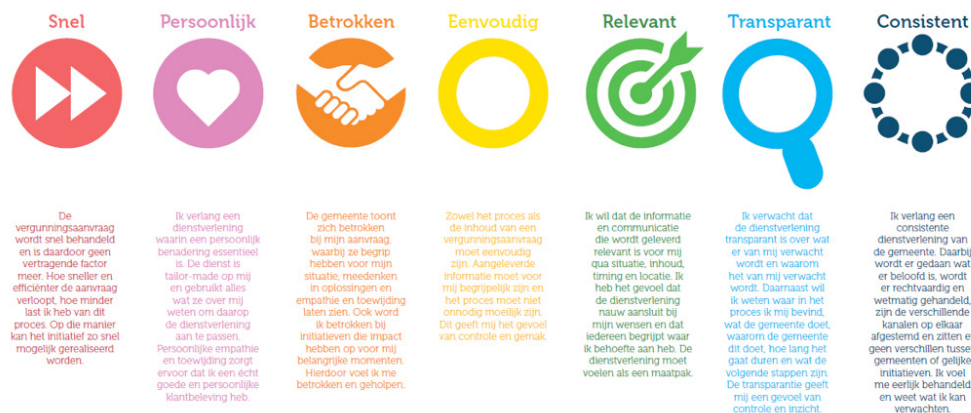 Snel
De
vergunningsaanvraag
wordt snel behandeld
en is daardoor geen
vertragende factor
meer. Hoe sneller en
efficiënter de aanvraag
verloopt, hoe minder
last ik heb van dit
proces. Op die manier
kan het initiatief zo snel
mogelijk gerealiseerd
worden.
Persoonlijk
Ik verlang een
dienstverlening
waarin een persoonlijk
benadering essentieel
is. De dienst is
tailor-made op mij
en gebruikt alles
wat ze over mij
weten om daarop
de dienstverlening
aan te passen.
Persoonlijke empathie
en toewijding zorgt
ervoor dat ik een écht
goede en persoonlijke
klantbeleving heb.
Betrokken
De gemeente toont
zich betrokken
bij mijn aanvraag,
waarbij ze begrip
hebben voor mijn
situatie, meedenken
in oplossingen en
empathie en toewijding
laten zien. Ook word
ik betrokken bij
initiatieven die impact
hebben op voor mij
belangrijke momenten.
Hierdoor voel ik me
betrokken en geholpen.
Eenvoudig
Zowel het proces als
de inhoud van een
vergunningsaanvraag
moet eenvoudig
zijn. Aangeleverde
informatie moet voor
mij begrijpelijk zijn en
het proces moet niet
onnodig moeilijk zijn.
Dit geeft mij het gevoel
van controle en gemak.
Relevant
Ik wil dat de informatie
en communicatie
die wordt geleverd
relevant is voor mij
qua situatie, inhoud,
timing en locatie. Ik
heb het gevoel dat
de dienstverlening
nauw aansluit bij
mijn wensen en dat
iedereen begrijpt waar
ik behoefte aan heb. De
dienstverlening moet
voelen als een maatpak.
Transparant
Ik verwacht dat
de dienstverlening
transparant is over wat
er van mij verwacht
wordt en waarom
het van mij verwacht
wordt. Daarnaast wil
ik weten waar in het
proces ik mij bevind,
wat de gemeente doet,
waarom de gemeente
dit doet, hoe lang het
gaat duren en wat de
volgende stappen zijn.
De transparantie geeft
mij een gevoel van
controle en inzicht.
Consistent
Ik verlang een
consistente
dienstverlening van
de gemeente. Daarbij
wordt er gedaan wat
er beloofd is, wordt
er rechtvaardig en
wetmatig gehandeld,
zijn de verschillende
kanalen op elkaar
afgestemd en zitten er
geen verschillen tussen
gemeenten of gelijke
initiatieven. Ik voel
me eerlijk behandeld
en weet wat ik kan
verwachten.